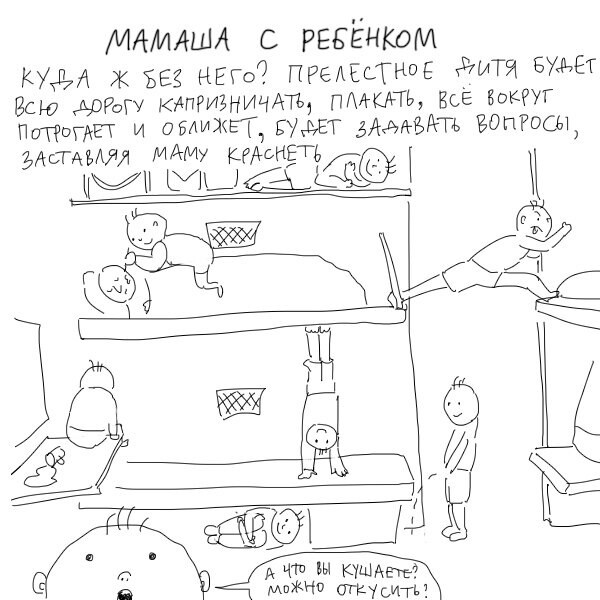 МАМАША С РЕБЁНКОМ
КУДА Ж БЕЗ НЕГО? ПРЕЛЕСТНОЕ ДИТЯ БУДЕТ
ВСЮ ДОРОГУ КАПРИЗНИЧАТЬ, ПЛАКАТЬ, ВСЁ ВОКРУГ
ПОТРОГАЕТ И ОБЛИЖЕТ, БУДЕТ ЗАДАВАТЬ ВОПРОСЫ,
ЗАСТАВЛЯЯ МАМУ КРАСНЕТЬ
А ЧТО ВЫ КУШАЕТЕ?
МОЖНО ОТКУСИТЬ?